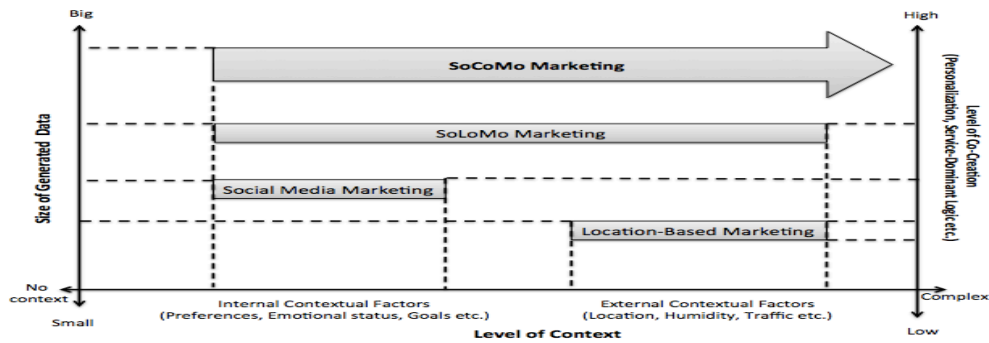 Big
High
SoCoMo Marketing
SoLoMo Marketing
Social Media Marketing
Location-Based Marketing
Size of Generated Data
Level of Co-Creation
(Personalization, Service-Dominant Logic etc.)
No
context
Small
Internal Contextual Factors
(Preferences, Emotional status, Goals etc.)
External Contextual Factors
(Location, Humidity, Traffic etc.)
Complex
Low
Level of Context